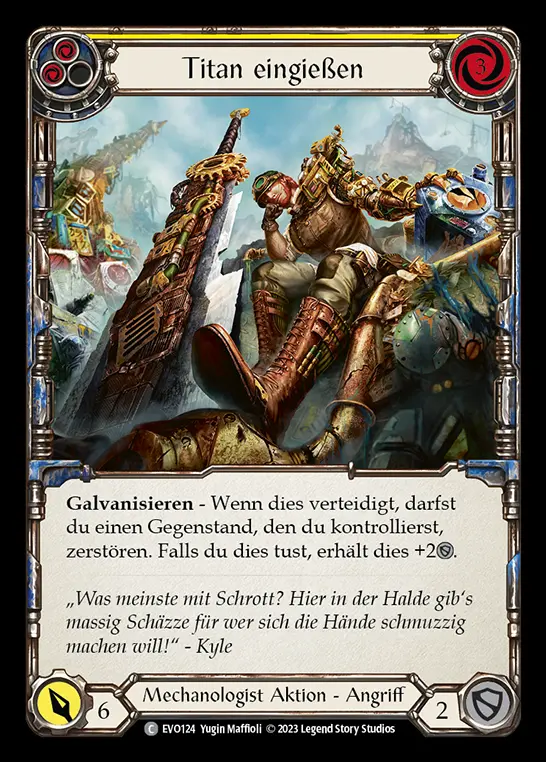 Titan eingießen
3
Galvanisieren - Wenn dies verteidigt, darfst
du einen Gegenstand, den du kontrollierst,
zerstören. Falls du dies tust, erhält dies +2.
„Was meinste mit Schrott? Hier in der Halde gib‘s
massig Schäzze für wer sich die Hände schmuzzig
machen will!“ - Kyle
6
Mechanologist Aktion - Angriff
2
C EVO124 Yugin Maffioli © 2023 Legend Story Studios